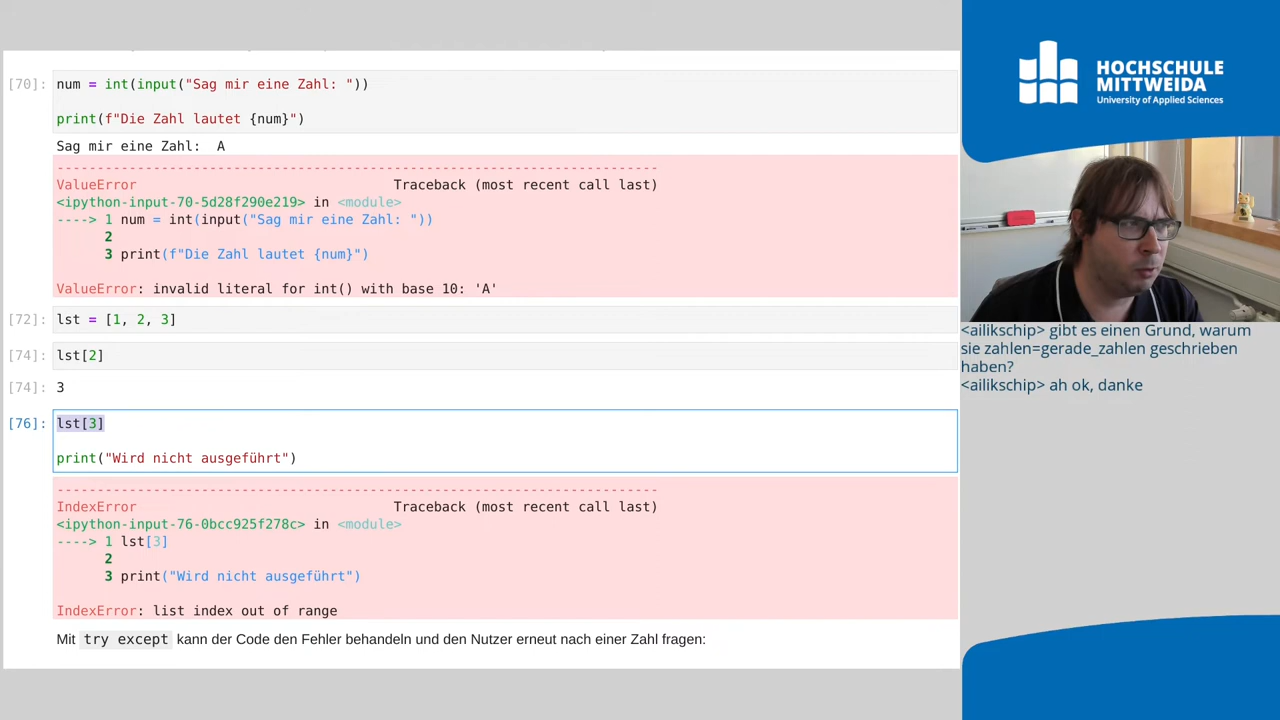 [70]: num = int(input("Sag mir eine Zahl: "))
print(f"Die Zahl lautet {num}")
Sag mir eine Zahl:  A
---------------------------------------------------------------------------
ValueError                                Traceback (most recent call last)
<ipython-input-70-5d28f290e219> in <module>
----> 1 num = int(input("Sag mir eine Zahl: "))
      2
      3 print(f"Die Zahl lautet {num}")
ValueError: invalid literal for int() with base 10: 'A'
[72]: lst = [1, 2, 3]
[74]: lst[2]
[74]: 3
[76]: lst[3]
print("Wird nicht ausgeführt")
---------------------------------------------------------------------------
IndexError                                Traceback (most recent call last)
<ipython-input-76-0bcc925f278c> in <module>
----> 1 lst[3]
      2
      3 print("Wird nicht ausgeführt")
IndexError: list index out of range
Mit try except kann der Code den Fehler behandeln und den Nutzer erneut nach einer Zahl fragen:
HOCHSCHULE
MITTWEIDA
University of Applied Sciences
<ailikschip> gibt es einen Grund, warum
sie zahlen=gerade_zahlen geschrieben
haben?
<ailikschip> ah ok, danke